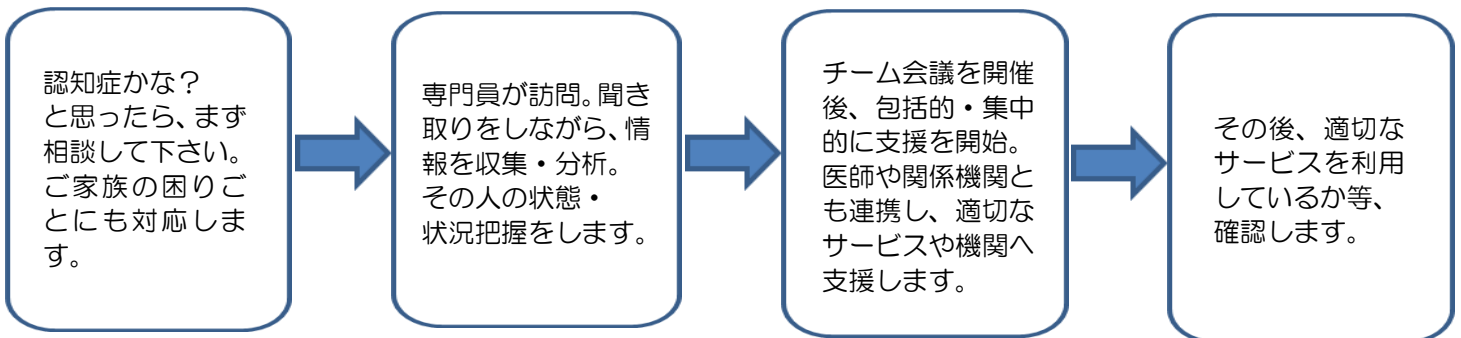 認知症かな？
と思ったら、まず
相談して下さい。
ご家族の困りご
とにも対応しま
す。
専門員が訪問。聞き
取りをしながら、情
報を収集・分析。
その人の状態・
状況把握をします。
チーム会議を開催
後、包括的・集中
的に支援を開始。
医師や関係機関と
も連携し、適切な
サービスや機関へ
支援します。
その後、適切な
サービスを利用
しているか等、
確認します。